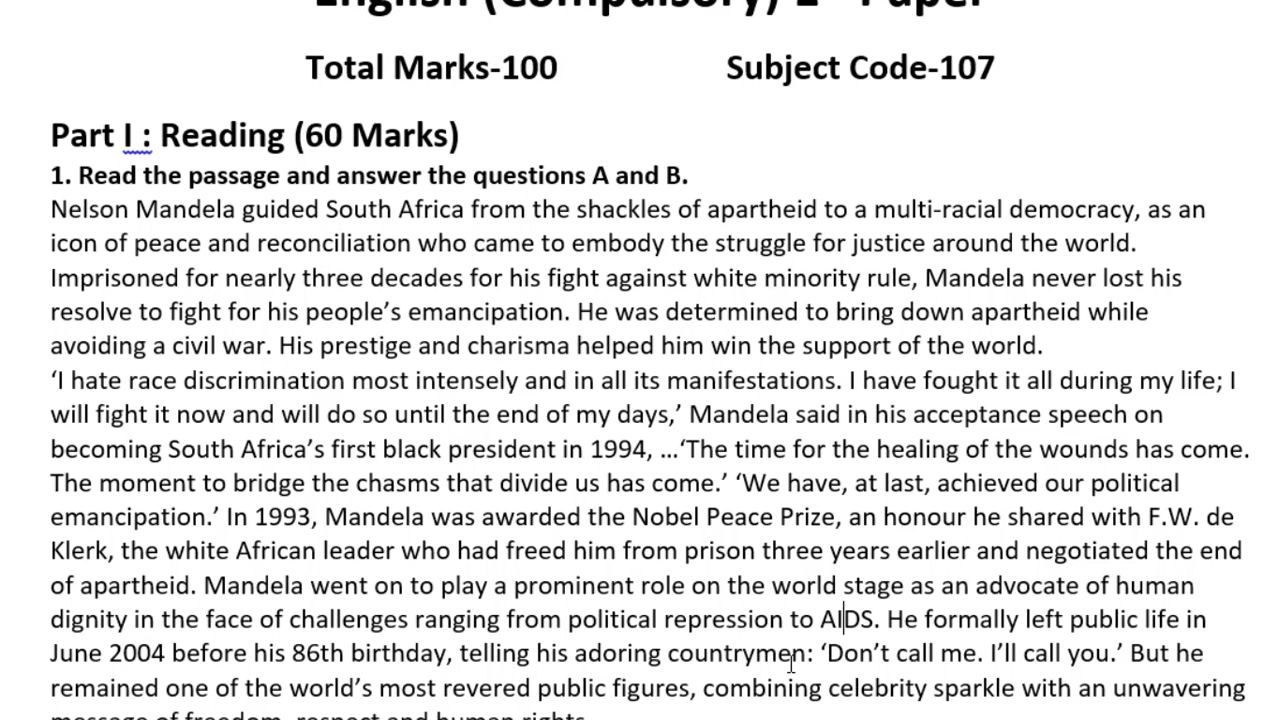 English (Compulsory) Paper
Total Marks-100 Subject Code-107
Part I : Reading (60 Marks)
1. Read the passage and answer the questions A and B.
Nelson Mandela guided South Africa from the shackles of apartheid to a multi-racial democracy, as an
icon of peace and reconciliation who came to embody the struggle for justice around the world.
Imprisoned for nearly three decades for his fight against white minority rule, Mandela never lost his
resolve to fight for his people’s emancipation. He was determined to bring down apartheid while
avoiding a civil war. His prestige and charisma helped him win the support of the world.
‘I hate race discrimination most intensely and in all its manifestations. I have fought it all during my life; I
will fight it now and will do so until the end of my days,’ Mandela said in his acceptance speech on
becoming South Africa’s first black president in 1994, …‘The time for the healing of the wounds has come.
The moment to bridge the chasms that divide us has come.’ ‘We have, at last, achieved our political
emancipation.’ In 1993, Mandela was awarded the Nobel Peace Prize, an honour he shared with F.W. de
Klerk, the white African leader who had freed him from prison three years earlier and negotiated the end
of apartheid. Mandela went on to play a prominent role on the world stage as an advocate of human
dignity in the face of challenges ranging from political repression to AIDS. He formally left public life in
June 2004 before his 86th birthday, telling his adoring countrymen: ‘Don’t call me. I’ll call you.’ But he
remained one of the world’s most revered public figures, combining celebrity sparkle with an unwavering
message of freedom, respect and human rights.